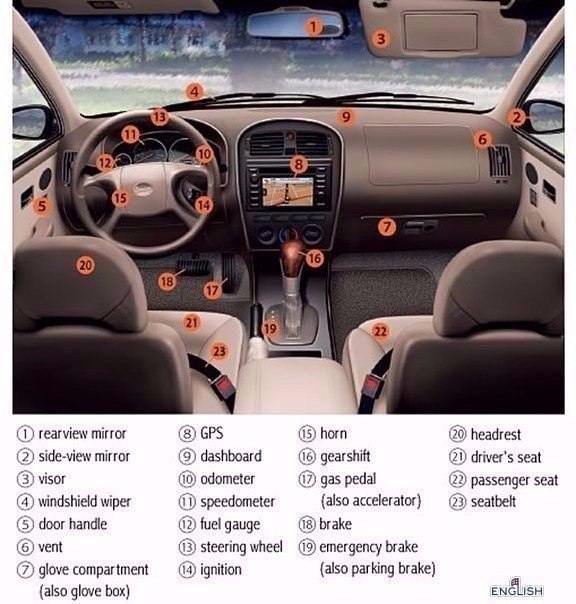 1
3
4
13
2
9
11
6
12
10
8
15
14
5
7
16
20
18
17
19
21
22
23
① rearview mirror
② side-view mirror
③ visor
④ windshield wiper
⑤ door handle
⑥ vent
⑦ glove compartment
(also glove box)
⑧ GPS
⑨ dashboard
⑩ odometer
⑪ speedometer
⑫ fuel gauge
⑬ steering wheel
⑭ ignition
⑮ horn
⑯ gearshift
⑰ gas pedal
(also accelerator)
⑱ brake
⑲ emergency brake
(also parking brake)
⑳ headrest
㉑ driver's seat
㉒ passenger seat
㉓ seatbelt
ENGLISH